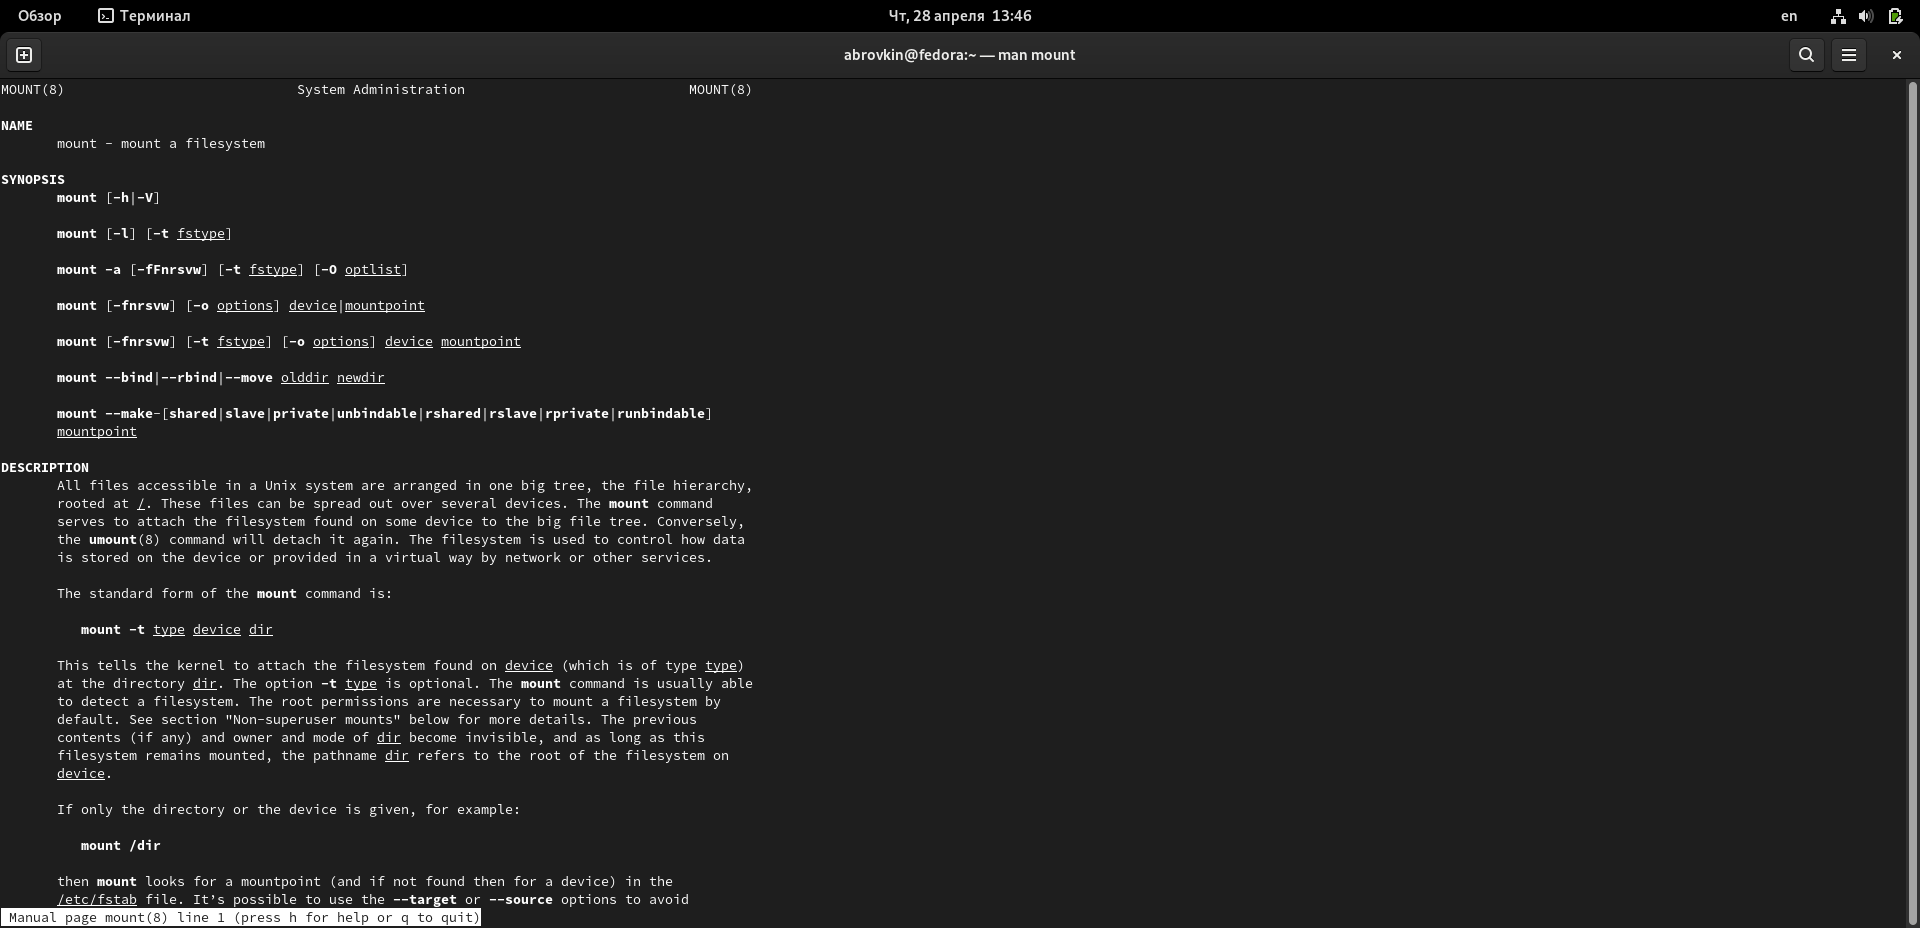 Обзор Терминал Чт, 28 апреля 13:46 en
abrovkin@fedora:~ — man mount
MOUNT(8) System Administration MOUNT(8)
NAME
mount - mount a filesystem
SYNOPSIS
mount [-h|-V]
mount [-l] [-t fstype]
mount -a [-fFnrsvw] [-t fstype] [-O optlist]
mount [-fnrsvw] [-o options] device|mountpoint
mount [-fnrsvw] [-t fstype] [-o options] device mountpoint
mount --bind|--rbind|--move olddir newdir
mount --make-[shared|slave|private|unbindable|rshared|rslave|rprivate|runbindable]
mountpoint
DESCRIPTION
All files accessible in a Unix system are arranged in one big tree, the file hierarchy,
rooted at /. These files can be spread out over several devices. The mount command
serves to attach the filesystem found on some device to the big file tree. Conversely,
the umount(8) command will detach it again. The filesystem is used to control how data
is stored on the device or provided in a virtual way by network or other services.
The standard form of the mount command is:
mount -t type device dir
This tells the kernel to attach the filesystem found on device (which is of type type)
at the directory dir. The option -t type is optional. The mount command is usually able
to detect a filesystem. The root permissions are necessary to mount a filesystem by
default. See section "Non-superuser mounts" below for more details. The previous
contents (if any) and owner and mode of dir become invisible, and as long as this
filesystem remains mounted, the pathname dir refers to the root of the filesystem on
device.
If only the directory or the device is given, for example:
mount /dir
then mount looks for a mountpoint (and if not found then for a device) in the
/etc/fstab file. It’s possible to use the --target or --source options to avoid
Manual page mount(8) line 1 (press h for help or q to quit)